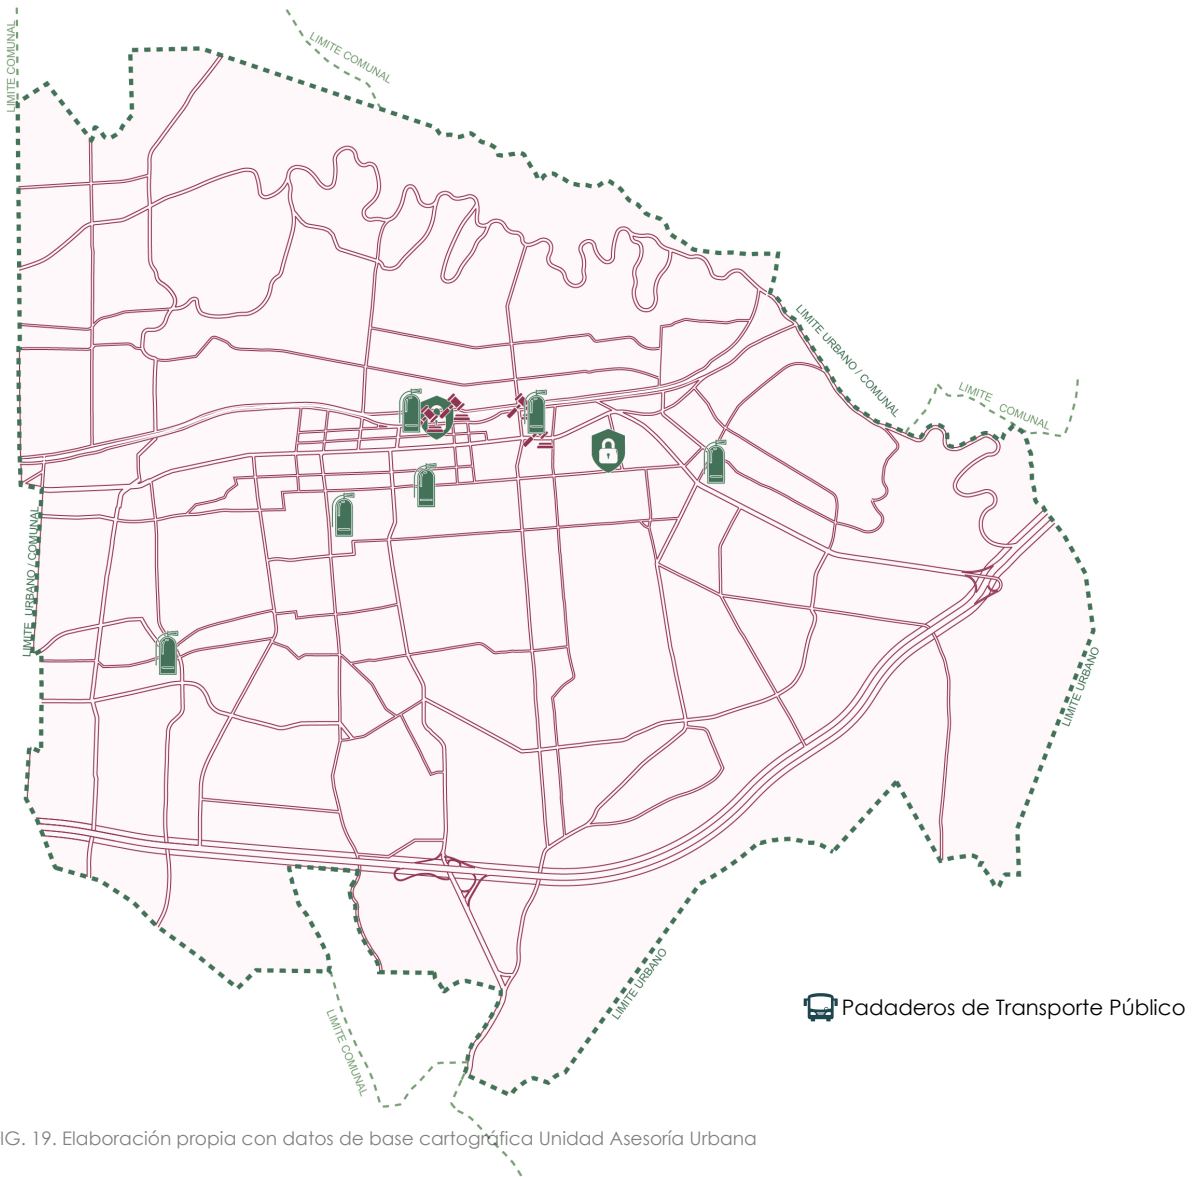 LIMITE COMUNAL
LIMITE COMUNAL
LIMITE URBANO / COMUNAL
LIMITE COMUNAL
LIMITE URBANO / COMUNAL
LIMITE URBANO
LIMITE URBANO
Padaderos de Transporte Público
LIMITE COMUNAL
IG. 19. Elaboración propia con datos de base cartográfica Unidad Asesoría Urbana